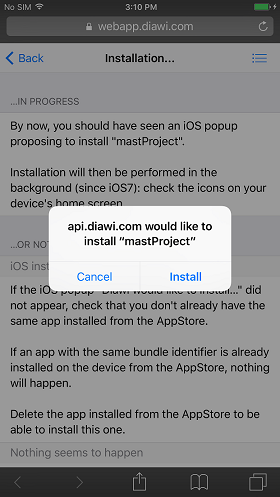 No SIM 3:10 PM
webapp.diawi.com
Back Installation...
...IN PROGRESS
By now, you should have seen an iOS popup
proposing to install "mastProject".
Installation will then be performed in the
background (since iOS7): check the icons on your
device's home screen
api.diawi.com would like to
install “mastProject”
Cancel Install
...OR NOT
iOS inst
If the iOS popup "Diawi would like to install..." did
not appear, check that you don't already have the
same app installed from the AppStore.
If an app with the same bundle identifier is already
installed on the device from the AppStore, nothing
will happen.
Delete the app installed from the AppStore to be
able to install this one.
Nothing seems to happen